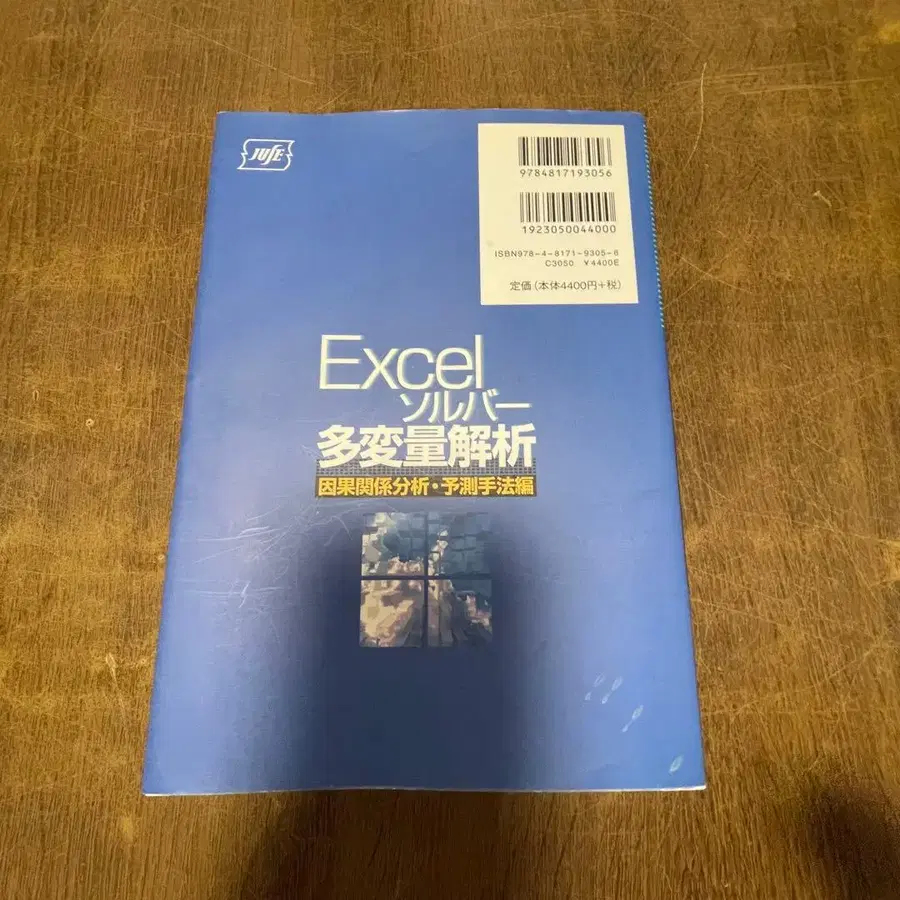 JUSE
9784817193056
1923050044000
ISBN978-4-8171-9305-6
C3050 ¥4400E
定価(本体4400円+税)
Excel
ソルバー
多変量解析
因果関係分析・予測手法編